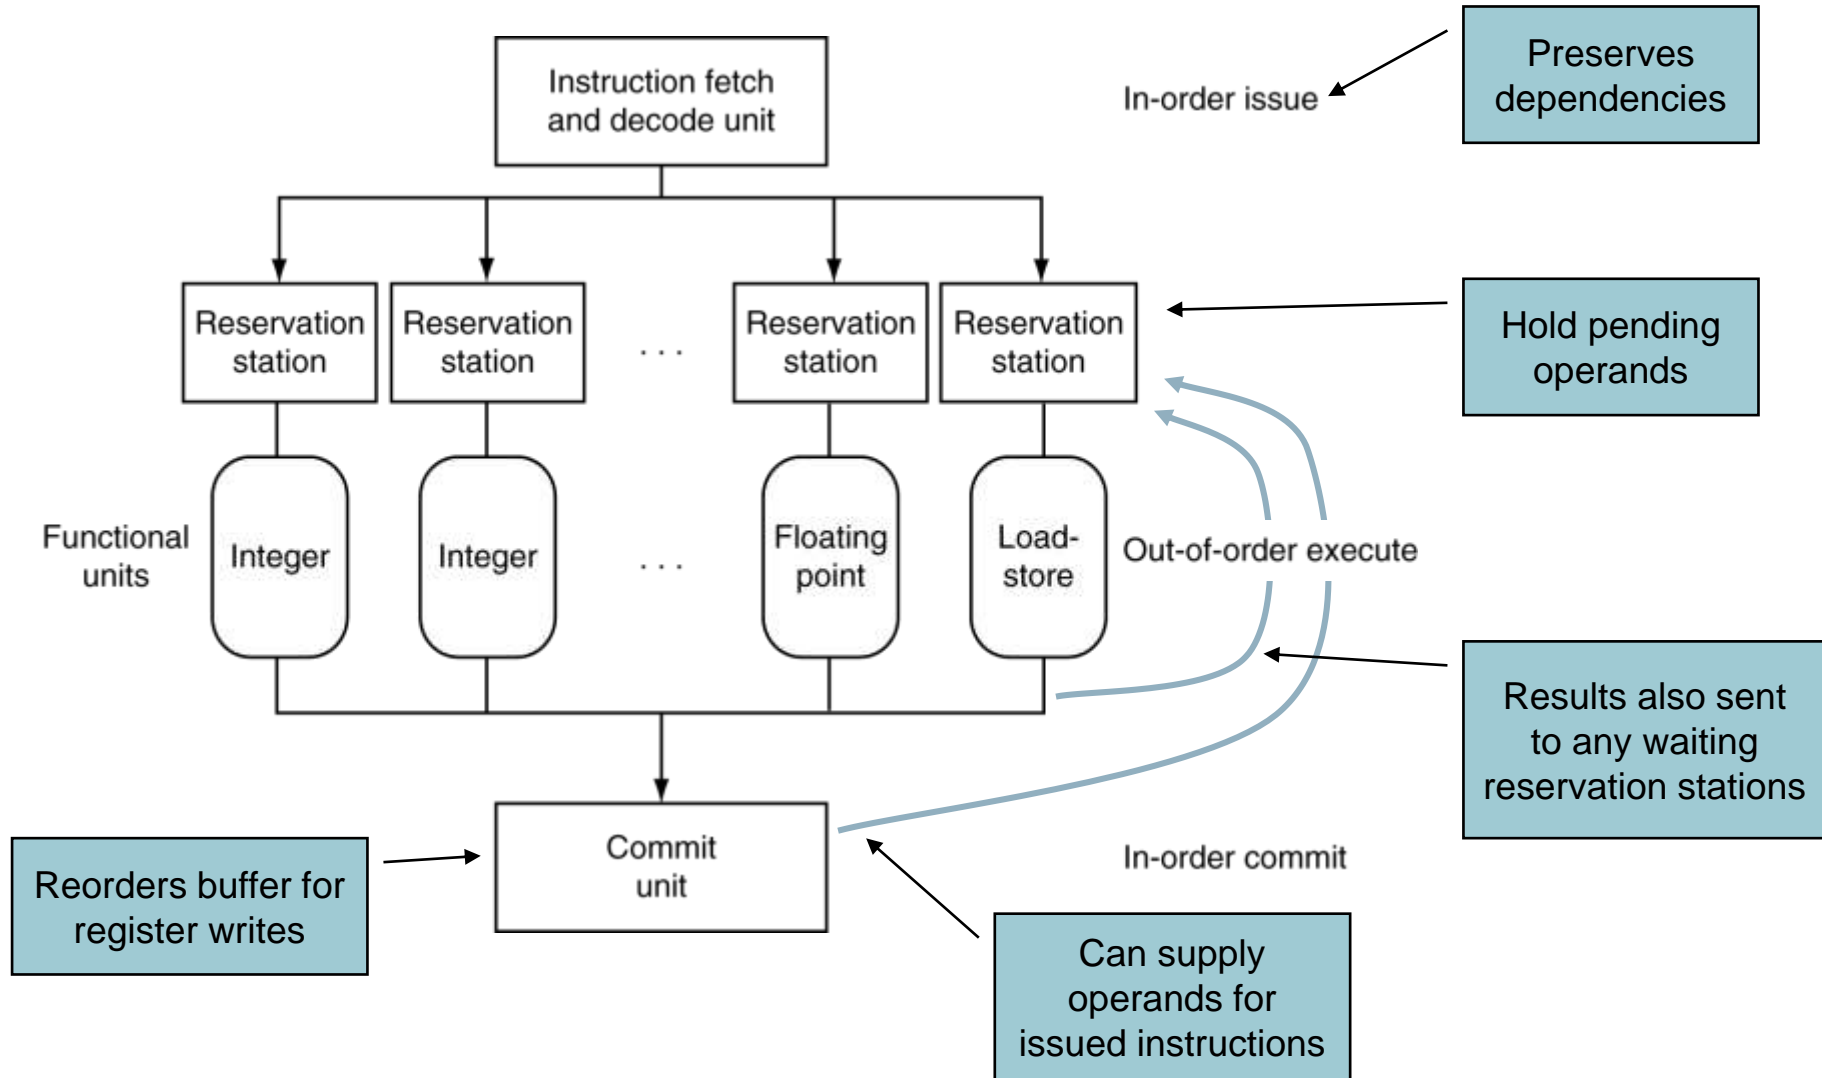 Instruction fetch
and decode unit
In-order issue
Preserves
dependencies
Reservation
station
Reservation
station
. . .
Reservation
station
Reservation
station
Hold pending
operands
Functional
units
Integer
Integer
. . .
Floating
point
Load-
store
Out-of-order execute
Results also sent
to any waiting
reservation stations
Commit
unit
In-order commit
Reorders buffer for
register writes
Can supply
operands for
issued instructions